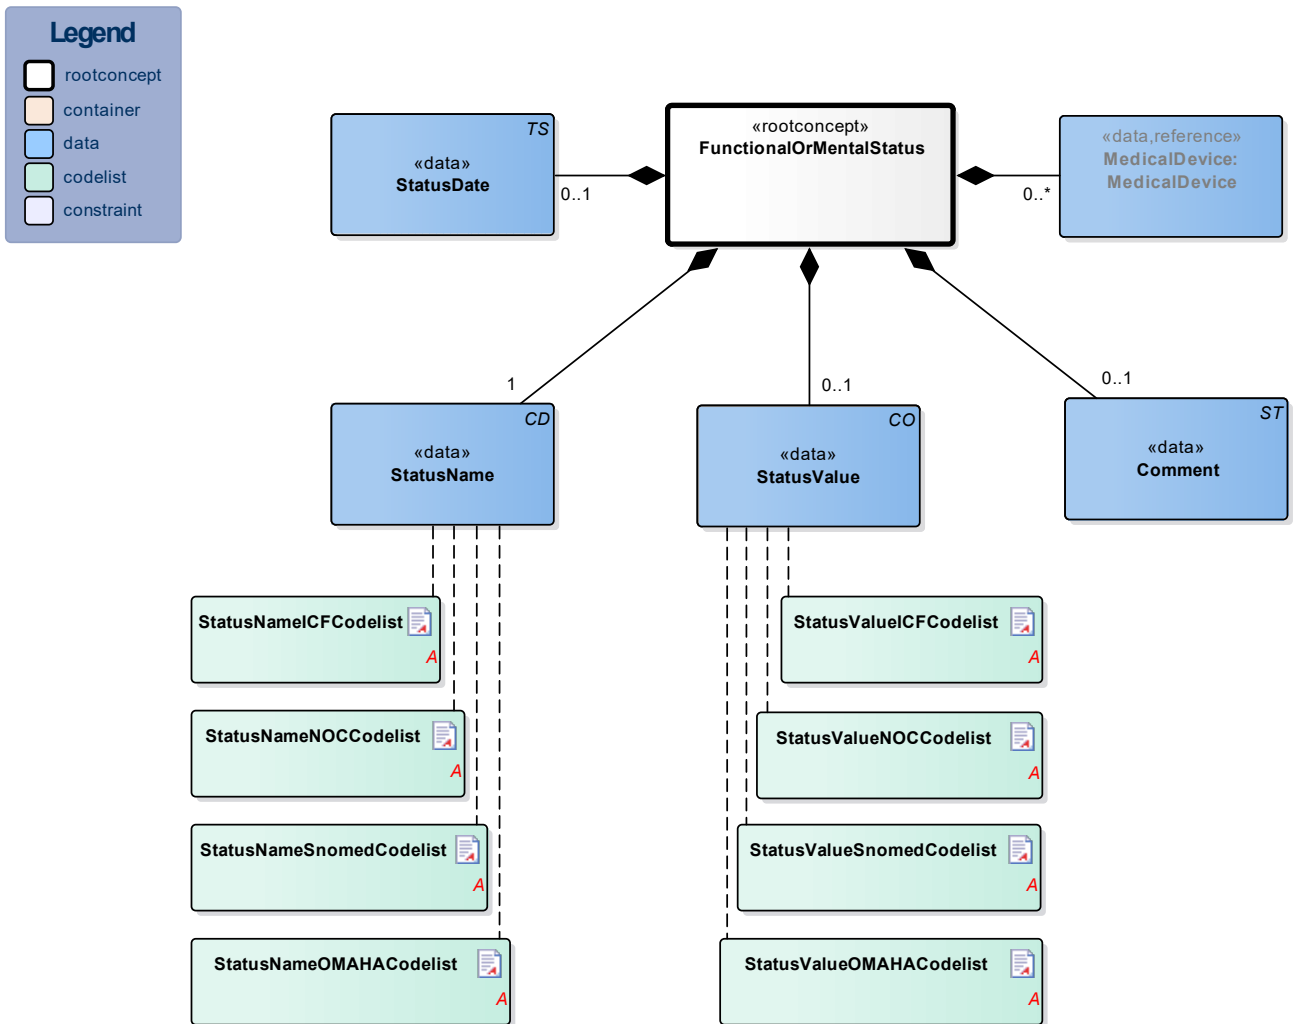 Legend
rootconcept
container
data
codelist
constraint
TS
«data»
StatusDate
0..1
«rootconcept»
FunctionalOrMentalStatus
0..*
«data,reference»
MedicalDevice:
MedicalDevice
1
0..1
0..1
CD
«data»
StatusName
CO
«data»
StatusValue
ST
«data»
Comment
StatusNameICFCodelist
A
StatusValueICFCodelist
A
StatusNameNOCCodelist
A
StatusValueNOCCodelist
A
StatusNameSnomedCodelist
A
StatusValueSnomedCodelist
A
StatusNameOMAHACodelist
A
StatusValueOMAHACodelist
A